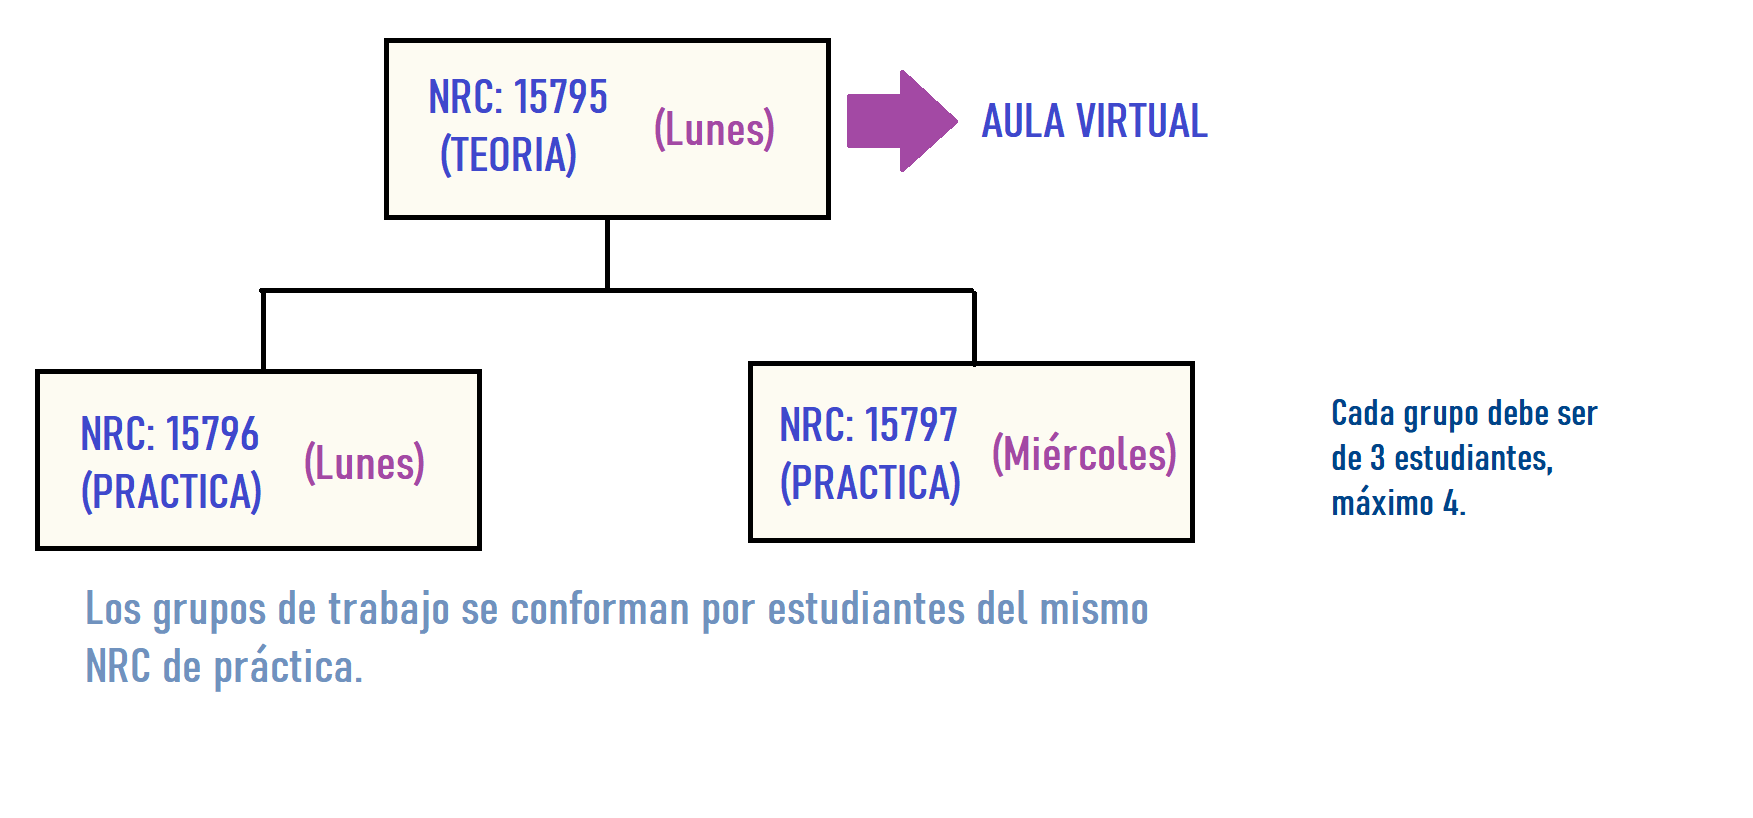 NRC: 15795
(TEORIA)
(Lunes)
AULA VIRTUAL
NRC: 15796
(PRACTICA)
(Lunes)
NRC: 15797
(PRACTICA)
(Miércoles)
Cada grupo debe ser
de 3 estudiantes,
máximo 4.
Los grupos de trabajo se conforman por estudiantes del mismo
NRC de práctica.